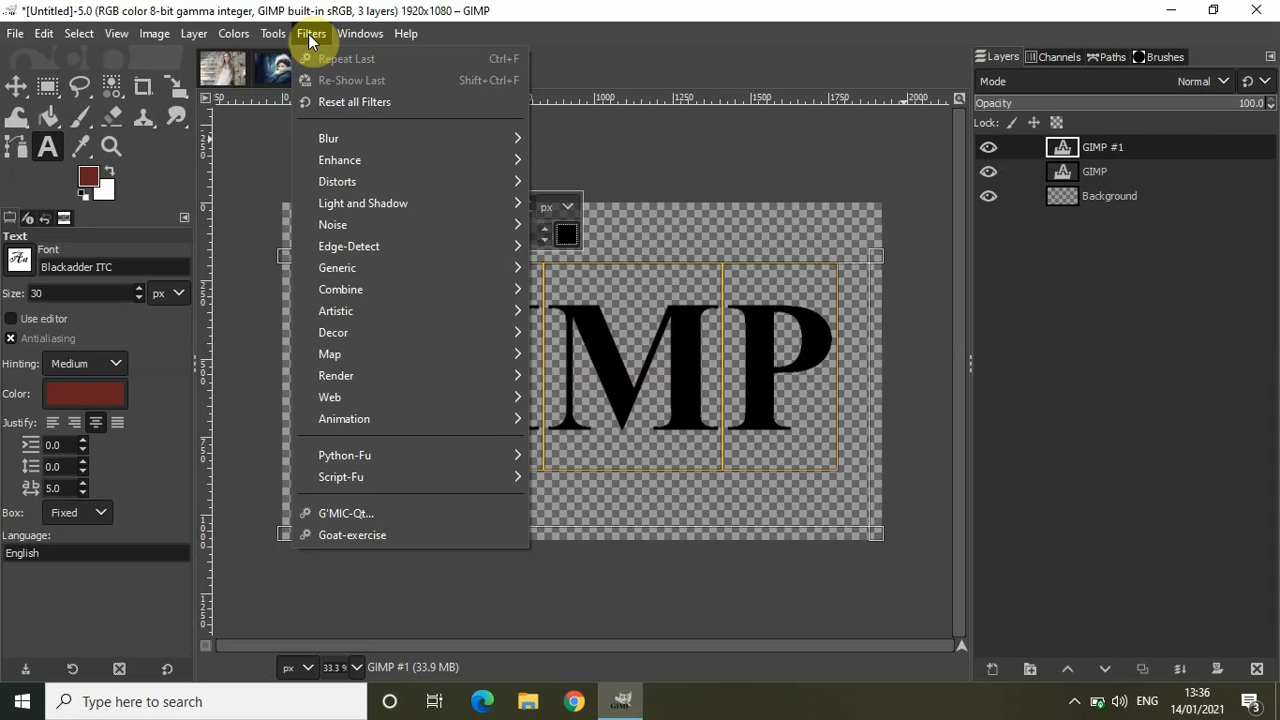 *[Untitled]-5.0 (RGB color 8-bit gamma integer, GIMP built-in sRGB, 3 layers) 1920x1080 – GIMP
File Edit Select View Image Layer Colors Tools Filters Windows Help
Repeat Last Ctrl+F
Re-Show Last Shift+Ctrl+F
Reset all Filters
Blur
Enhance
Distorts
Light and Shadow
Noise
Edge-Detect
Generic
Combine
Artistic
Decor
Map
Render
Web
Animation
Python-Fu
Script-Fu
G'MIC-Qt...
Goat-exercise
A
Text
Font
Blackadder ITC
Size: 30 px
Use editor
Antialiasing
Hinting: Medium
Color:
Justify:
0.0
0.0
5.0
Box: Fixed
Language:
English
50 0 1000 1250 1500 1750 2000
px
IMP
px 33.3 % GIMP #1 (33.9 MB)
Layers Channels Paths Brushes
Mode Normal
Opacity 100.0
Lock:
GIMP #1
GIMP
Background
Type here to search
ENG
13:36
14/01/2021
3